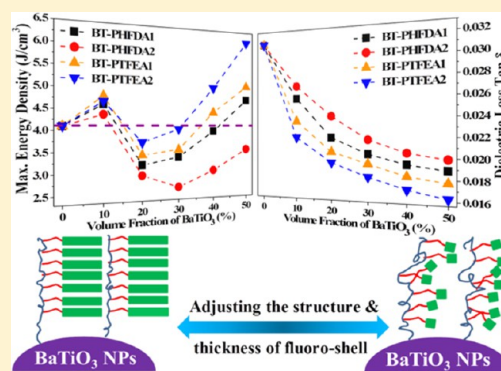 6.5
6.0
5.5
5.0
4.5
4.0
3.5
3.0
2.5
Max. Energy Density (J/cm³)
BT-PHFDA1
BT-PHFDA2
BT-PTFEA1
BT-PTFEA2
0 10 20 30 40 50
Volume Fraction of BaTiO₃ (%)
BT-PHFDA1
BT-PHFDA2
BT-PTFEA1
BT-PTFEA2
0 10 20 30 40 50
Volume Fraction of BaTiO₃ (%)
0.032
0.030
0.028
0.026
0.024
0.022
0.020
0.018
0.016
Dielectric Loss Tan δ
Adjusting the structure &
thickness of fluoro-shell
BaTiO₃ NPs
BaTiO₃ NPs